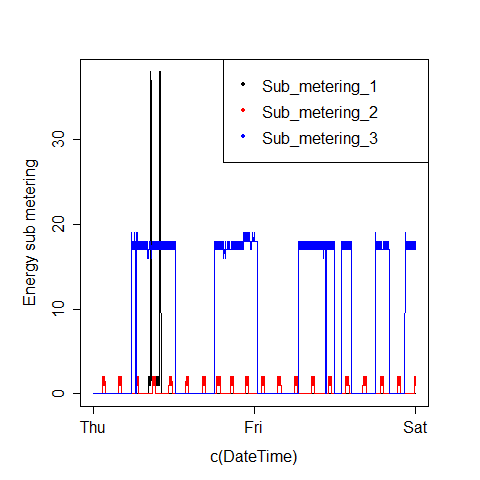 Sub_metering_1
Sub_metering_2
Sub_metering_3
Energy sub metering
30
20
10
0
Thu Fri Sat
c(DateTime)